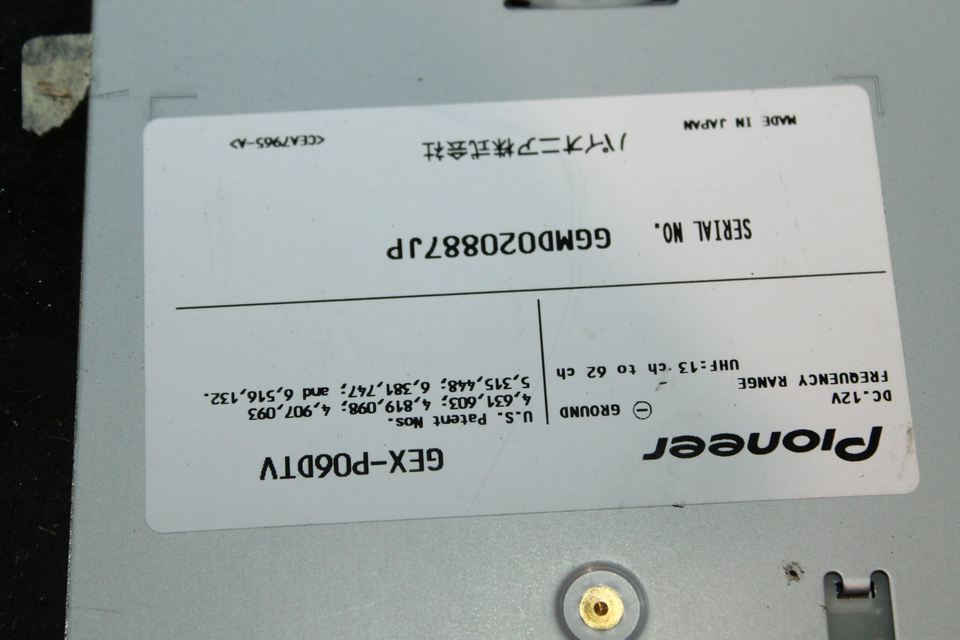 Pioneer
GEX-P06DTV
DC.12V
⊖ GROUND
FREQUENCY RANGE
UHF:13 ch to 62 ch
U.S. Patent Nos.
4,631,603; 4,819,098; 4,907,093
5,315,448; 6,381,747; and 6,516,132.
SERIAL NO. GGMD020887JP
MADE IN JAPAN
パイオニア株式会社
<CEA7965-A>